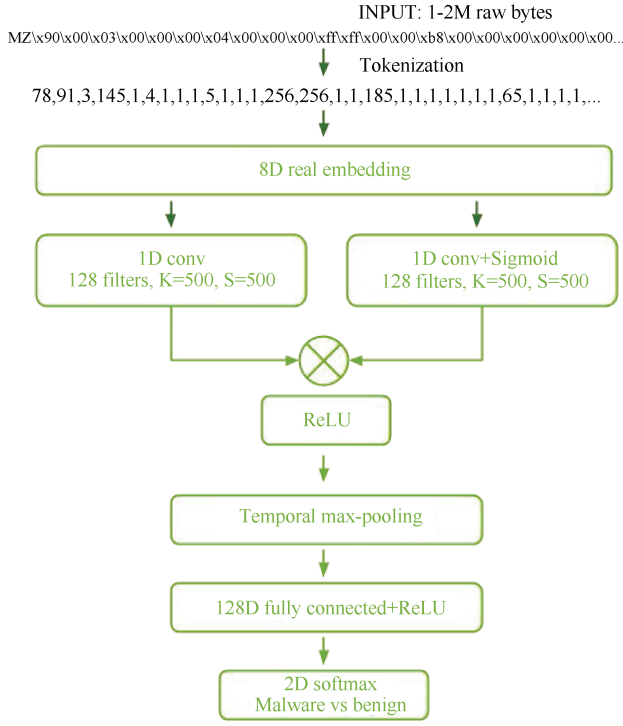 INPUT: 1-2M raw bytes
MZ\x90\x00\x03\x00\x00\x00\x04\x00\x00\x00\xff\xff\x00\x00\xb8\x00\x00\x00\x00\x00\x00...
Tokenization
78,91,3,145,1,4,1,1,1,5,1,1,1,256,256,1,1,185,1,1,1,1,1,1,1,65,1,1,1,1,...
8D real embedding
1D conv
128 filters, K=500, S=500
1D conv+Sigmoid
128 filters, K=500, S=500
ReLU
Temporal max-pooling
128D fully connected+ReLU
2D softmax
Malware vs benign